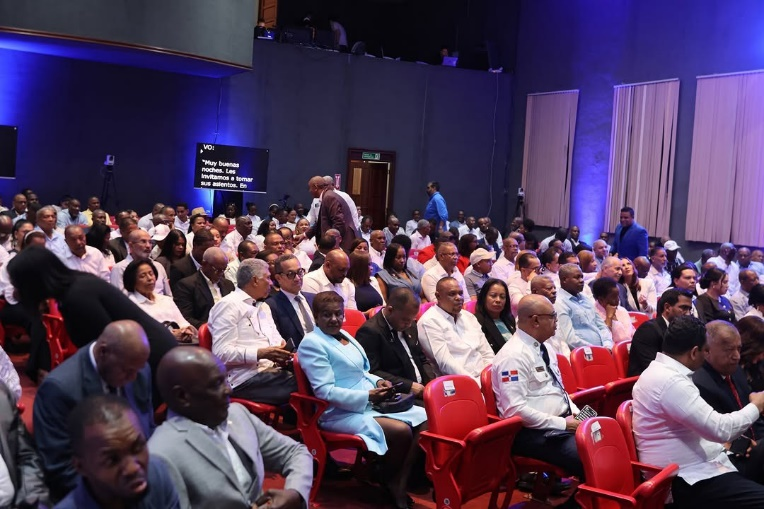 VO:
"Muy buenas
noches. Les
invitamos a tomar
sus asientos. En